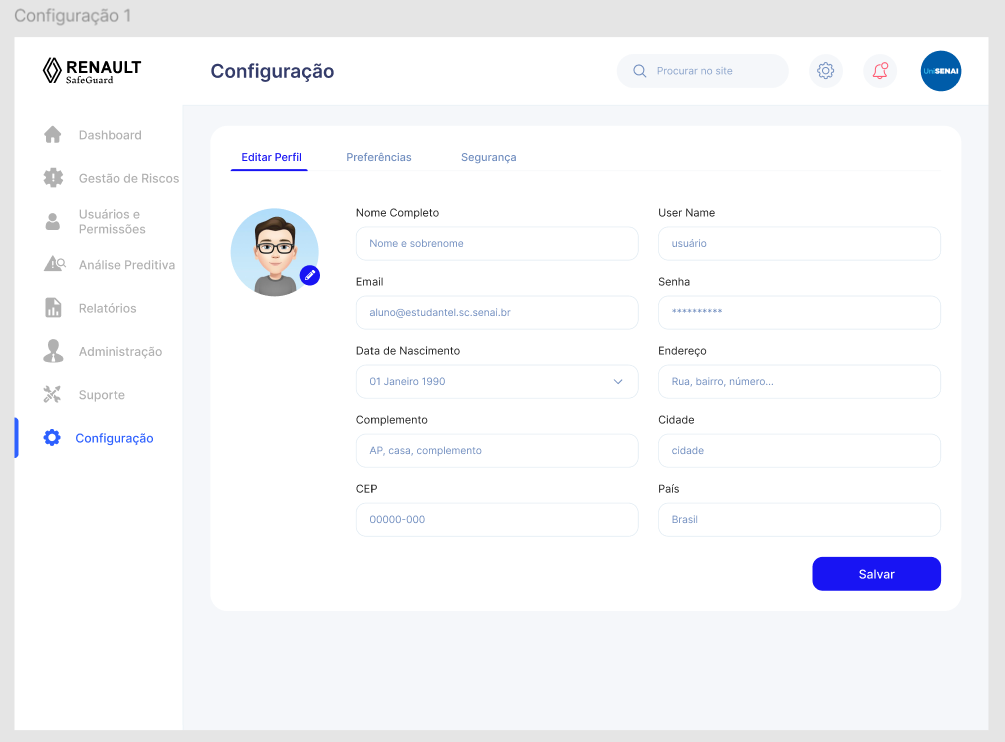 Configuração 1
RENAULT
SafeGuard
Configuração
Procurar no site
UniSENAI
Dashboard
Gestão de Riscos
Usuários e
Permissões
Análise Preditiva
Relatórios
Administração
Suporte
Configuração
Editar Perfil
Preferências
Segurança
Nome Completo
Nome e sobrenome
User Name
usuário
Email
aluno@estudantel.sc.senai.br
Senha
**********
Data de Nascimento
01 Janeiro 1990
Endereço
Rua, bairro, número...
Complemento
AP, casa, complemento
Cidade
cidade
CEP
00000-000
País
Brasil
Salvar